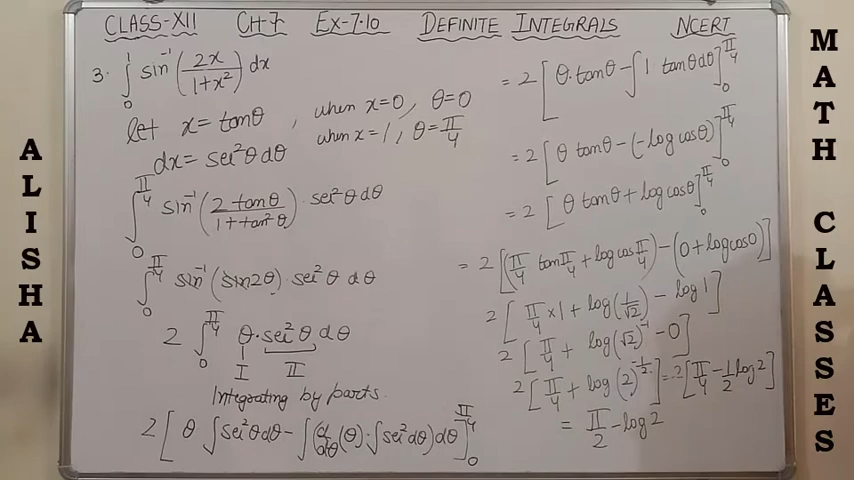 CLASS-XII CH-7 EX-7.10 DEFINITE INTEGRALS NCERT
3. ∫₀¹ sin⁻¹(2x/(1+x²)) dx
let x = tanθ , when x=0, θ=0
when x=1, θ=π/4
dx = sec²θ dθ
∫₀^(π/4) sin⁻¹(2tanθ/(1+tan²θ)) · sec²θ dθ
∫₀^(π/4) sin⁻¹(sin2θ) · sec²θ dθ
2 ∫₀^(π/4) θ·sec²θ dθ
I II
Integrating by parts.
2[θ·∫sec²θdθ − ∫(d/dθ(θ)·∫sec²dθ)dθ]₀^(π/4)
= 2[θ·tanθ − ∫1 tanθdθ]₀^(π/4)
= 2[θ tanθ − (−log cosθ)]₀^(π/4)
= 2[θ tanθ + log cosθ]₀^(π/4)
= 2[(π/4 tan π/4 + log cos π/4) − (0 + log cos0)]
2[π/4 × 1 + log(1/√2) − log 1]
2[π/4 + log(√2)⁻¹ − 0]
2[π/4 + log(2)^(-1/2)] = 2[π/4 − 1/2 log 2]
= π/2 − log 2
ALISHA
MATH CLASSES